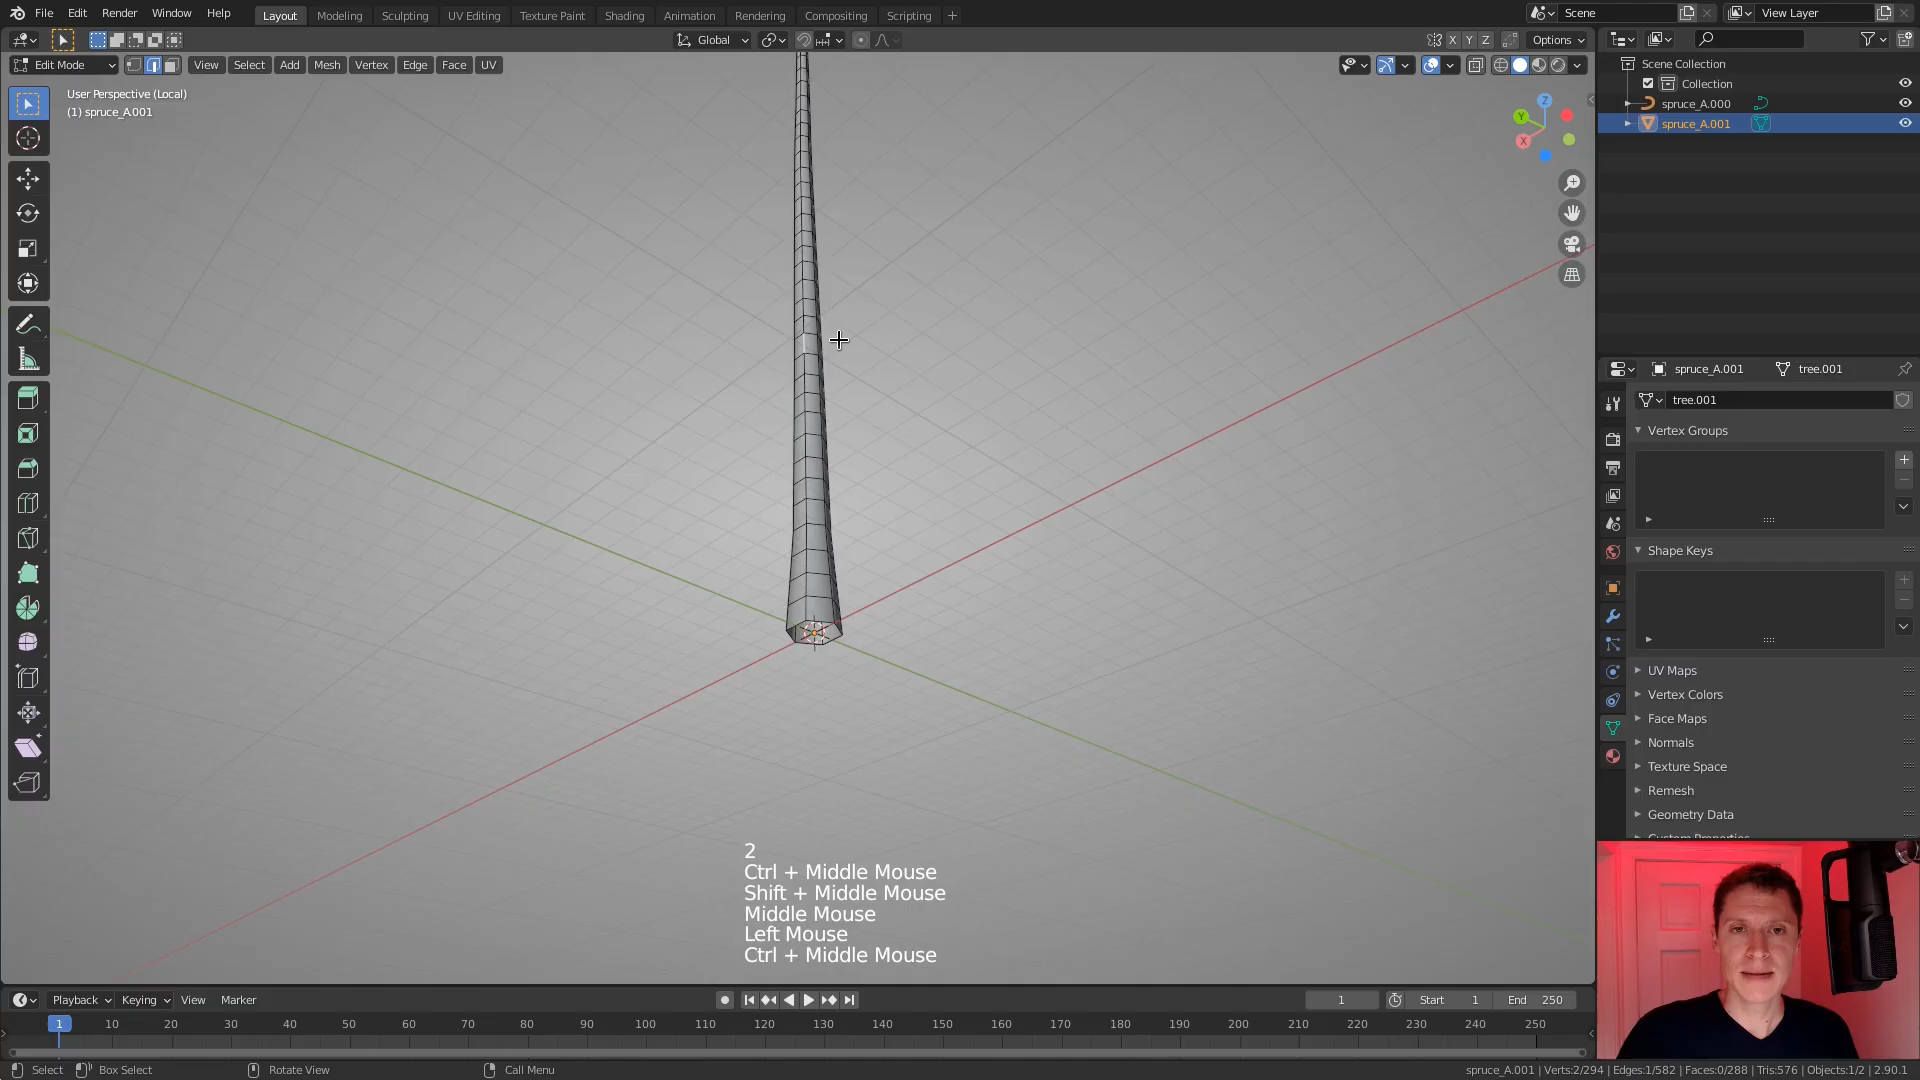 File Edit Render Window Help Layout Modeling Sculpting UV Editing Texture Paint Shading Animation Rendering Compositing Scripting + Scene View Layer
Global X Y Z Options
Edit Mode View Select Add Mesh Vertex Edge Face UV
Scene Collection
Collection
spruce_A.000
spruce_A.001
User Perspective (Local)
(1) spruce_A.001
Z
Y
X
spruce_A.001 tree.001
tree.001
Vertex Groups
Shape Keys
UV Maps
Vertex Colors
Face Maps
Normals
Texture Space
Remesh
Geometry Data
Custom Properties
2
Ctrl + Middle Mouse
Shift + Middle Mouse
Middle Mouse
Left Mouse
Ctrl + Middle Mouse
Playback Keying View Marker 1 Start 1 End 250
1 10 20 30 40 50 60 70 80 90 100 110 120 130 140 150 160 170 180 190 200 210 220 230 240 250
Select Box Select Rotate View Call Menu spruce_A.001 | Verts:2/294 | Edges:1/582 | Faces:0/288 | Tris:576 | Objects:1/2 | 2.90.1